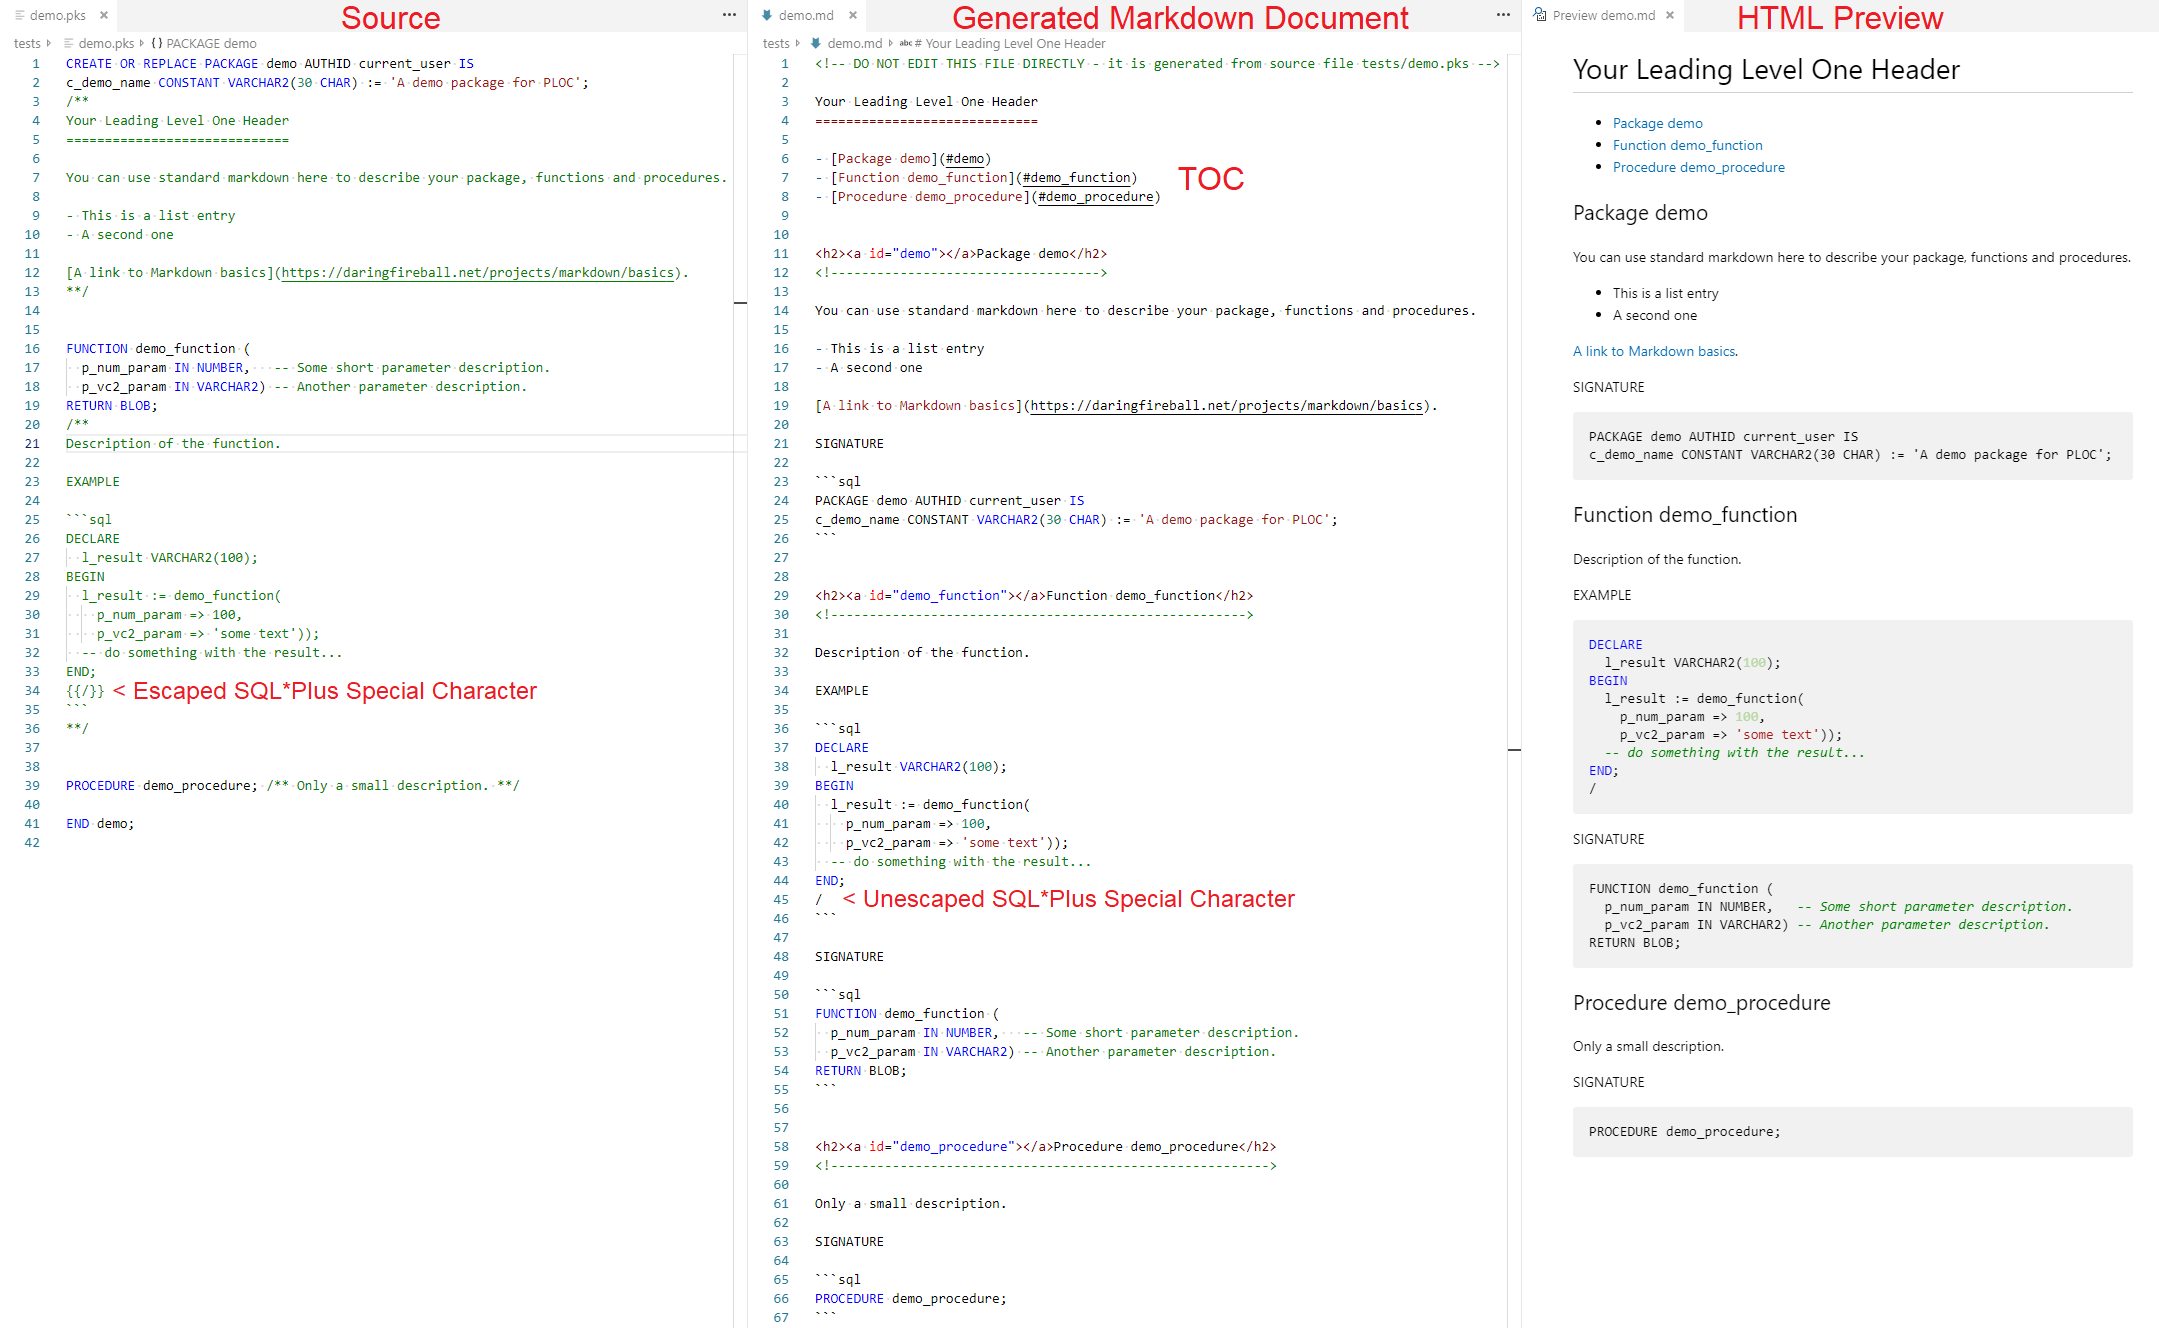 demo.pks × Source ···
tests demo.pks {} PACKAGE demo
1 CREATE OR REPLACE PACKAGE demo AUTHID current_user IS
2 c_demo_name CONSTANT VARCHAR2(30 CHAR) := 'A demo package for PLOC';
3 /**
4 Your Leading Level One Header
5 =============================
6
7 You can use standard markdown here to describe your package, functions and procedures.
8
9 - This is a list entry
10 - A second one
11
12 [A link to Markdown basics](https://daringfireball.net/projects/markdown/basics).
13 **/
14
15
16 FUNCTION demo_function (
17   p_num_param IN NUMBER,   -- Some short parameter description.
18   p_vc2_param IN VARCHAR2) -- Another parameter description.
19 RETURN BLOB;
20 /**
21 Description of the function.
22
23 EXAMPLE
24
25 ```sql
26 DECLARE
27   l_result VARCHAR2(100);
28 BEGIN
29   l_result := demo_function(
30     p_num_param => 100,
31     p_vc2_param => 'some text'));
32   -- do something with the result...
33 END;
34 {{/}} < Escaped SQL*Plus Special Character
35 ```
36 **/
37
38
39 PROCEDURE demo_procedure; /** Only a small description. **/
40
41 END demo;
42
demo.md × Generated Markdown Document ···
tests demo.md abc # Your Leading Level One Header
1 <!-- DO NOT EDIT THIS FILE DIRECTLY - it is generated from source file tests/demo.pks -->
2
3 Your Leading Level One Header
4 =============================
5
6 - [Package demo](#demo)
7 - [Function demo_function](#demo_function)
TOC
8 - [Procedure demo_procedure](#demo_procedure)
9
10
11 <h2><a id="demo"></a>Package demo</h2>
12 <!----------------------------------->
13
14 You can use standard markdown here to describe your package, functions and procedures.
15
16 - This is a list entry
17 - A second one
18
19 [A link to Markdown basics](https://daringfireball.net/projects/markdown/basics).
20
21 SIGNATURE
22
23 ```sql
24 PACKAGE demo AUTHID current_user IS
25 c_demo_name CONSTANT VARCHAR2(30 CHAR) := 'A demo package for PLOC';
26 ```
27
28
29 <h2><a id="demo_function"></a>Function demo_function</h2>
30 <!------------------------------------------------------>
31
32 Description of the function.
33
34 EXAMPLE
35
36 ```sql
37 DECLARE
38   l_result VARCHAR2(100);
39 BEGIN
40   l_result := demo_function(
41     p_num_param => 100,
42     p_vc2_param => 'some text'));
43   -- do something with the result...
44 END;
45 / < Unescaped SQL*Plus Special Character
46 ```
47
48 SIGNATURE
49
50 ```sql
51 FUNCTION demo_function (
52   p_num_param IN NUMBER,   -- Some short parameter description.
53   p_vc2_param IN VARCHAR2) -- Another parameter description.
54 RETURN BLOB;
55 ```
56
57
58 <h2><a id="demo_procedure"></a>Procedure demo_procedure</h2>
59 <!--------------------------------------------------------->
60
61 Only a small description.
62
63 SIGNATURE
64
65 ```sql
66 PROCEDURE demo_procedure;
67 ```
Preview demo.md × HTML Preview
Your Leading Level One Header
• Package demo
• Function demo_function
• Procedure demo_procedure
Package demo
You can use standard markdown here to describe your package, functions and procedures.
• This is a list entry
• A second one
A link to Markdown basics.
SIGNATURE
PACKAGE demo AUTHID current_user IS
c_demo_name CONSTANT VARCHAR2(30 CHAR) := 'A demo package for PLOC';
Function demo_function
Description of the function.
EXAMPLE
DECLARE
  l_result VARCHAR2(100);
BEGIN
  l_result := demo_function(
    p_num_param => 100,
    p_vc2_param => 'some text'));
  -- do something with the result...
END;
/
SIGNATURE
FUNCTION demo_function (
  p_num_param IN NUMBER,   -- Some short parameter description.
  p_vc2_param IN VARCHAR2) -- Another parameter description.
RETURN BLOB;
Procedure demo_procedure
Only a small description.
SIGNATURE
PROCEDURE demo_procedure;